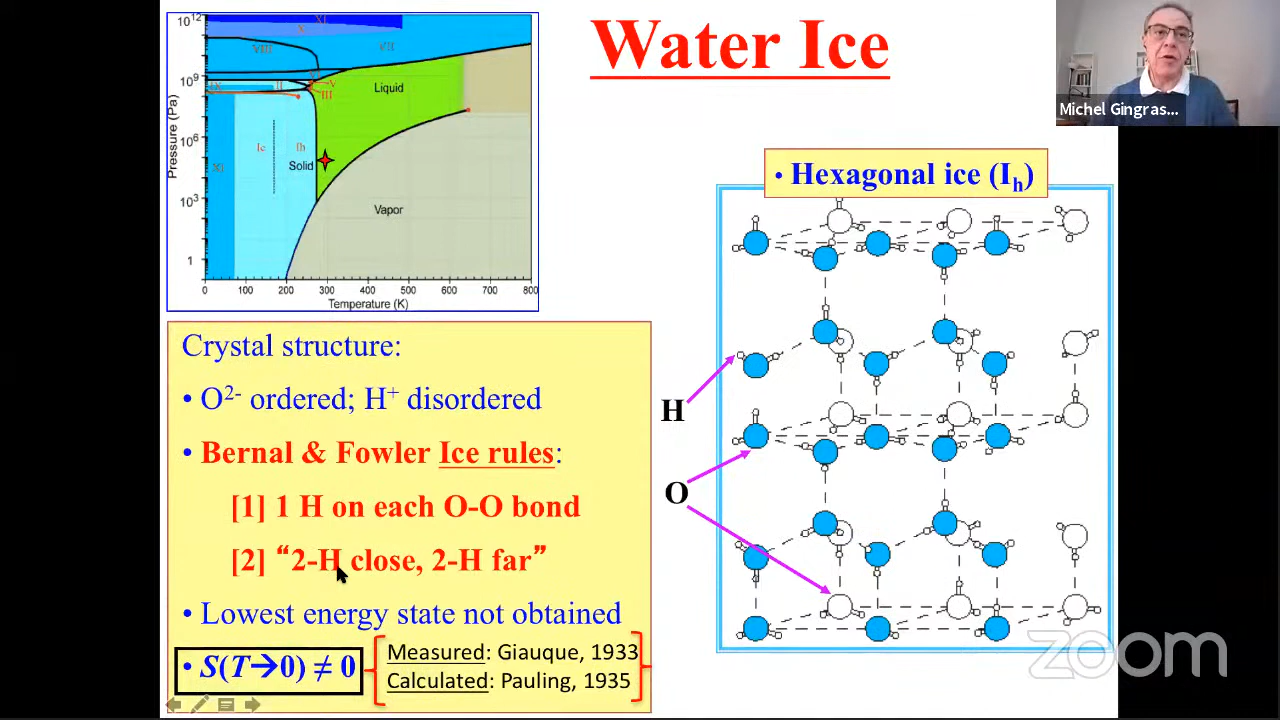 Water Ice
Michel Gingras...
10¹²
10⁹
10⁶
10³
1
Pressure (Pa)
XI
X
VIII
VII
IX
II
V
III
Liquid
Ic
Ih
Solid
XI
Vapor
0
100
200
300
400
500
600
700
800
Temperature (K)
• Hexagonal ice (Iₕ)
H
O
Crystal structure:
• O²⁻ ordered; H⁺ disordered
• Bernal & Fowler Ice rules:
[1] 1 H on each O-O bond
[2] “2-H close, 2-H far”
• Lowest energy state not obtained
• S(T→0) ≠ 0
Measured: Giauque, 1933
Calculated: Pauling, 1935
zoom